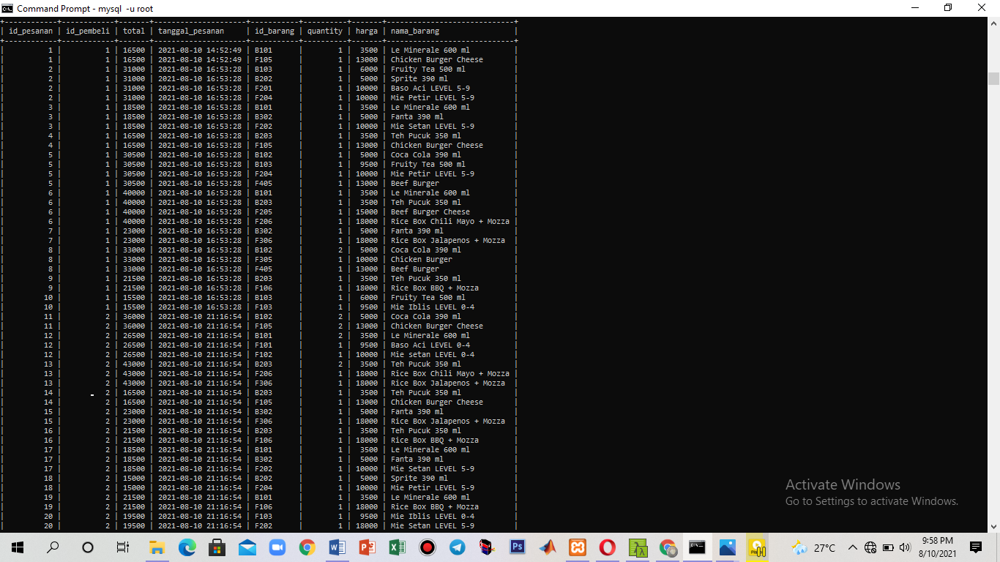 Command Prompt - mysql -u root
+------------+------------+-------+---------------------+-----------+----------+-------+-----------------------------+
| id_pesanan | id_pembeli | total | tanggal_pesanan | id_barang | quantity | harga | nama_barang |
| 1 | 1 | 16500 | 2021-08-10 14:52:49 | B101 | 1 | 3500 | Le Minerale 600 ml |
| 1 | 1 | 16500 | 2021-08-10 14:52:49 | F105 | 1 | 13000 | Chicken Burger Cheese |
| 2 | 1 | 31000 | 2021-08-10 16:53:28 | B103 | 1 | 6000 | Fruity Tea 500 ml |
| 2 | 1 | 31000 | 2021-08-10 16:53:28 | B202 | 1 | 5000 | Sprite 390 ml |
| 2 | 1 | 31000 | 2021-08-10 16:53:28 | F201 | 1 | 10000 | Baso Aci LEVEL 5-9 |
| 2 | 1 | 31000 | 2021-08-10 16:53:28 | F204 | 1 | 10000 | Mie Petir LEVEL 5-9 |
| 3 | 1 | 18500 | 2021-08-10 16:53:28 | B101 | 1 | 3500 | Le Minerale 600 ml |
| 3 | 1 | 18500 | 2021-08-10 16:53:28 | B302 | 1 | 5000 | Fanta 390 ml |
| 3 | 1 | 18500 | 2021-08-10 16:53:28 | F202 | 1 | 10000 | Mie Setan LEVEL 5-9 |
| 4 | 1 | 16500 | 2021-08-10 16:53:28 | B203 | 1 | 3500 | Teh Pucuk 350 ml |
| 4 | 1 | 16500 | 2021-08-10 16:53:28 | F105 | 1 | 13000 | Chicken Burger Cheese |
| 5 | 1 | 30500 | 2021-08-10 16:53:28 | B102 | 1 | 5000 | Coca Cola 390 ml |
| 5 | 1 | 30500 | 2021-08-10 16:53:28 | B103 | 1 | 9500 | Fruity Tea 500 ml |
| 5 | 1 | 30500 | 2021-08-10 16:53:28 | F204 | 1 | 10000 | Mie Petir LEVEL 5-9 |
| 5 | 1 | 30500 | 2021-08-10 16:53:28 | F405 | 1 | 13000 | Beef Burger |
| 6 | 1 | 40000 | 2021-08-10 16:53:28 | B101 | 1 | 3500 | Le Minerale 600 ml |
| 6 | 1 | 40000 | 2021-08-10 16:53:28 | B203 | 1 | 3500 | Teh Pucuk 350 ml |
| 6 | 1 | 40000 | 2021-08-10 16:53:28 | F205 | 1 | 15000 | Beef Burger Cheese |
| 6 | 1 | 40000 | 2021-08-10 16:53:28 | F206 | 1 | 18000 | Rice Box Chili Mayo + Mozza |
| 7 | 1 | 23000 | 2021-08-10 16:53:28 | B302 | 1 | 5000 | Fanta 390 ml |
| 7 | 1 | 23000 | 2021-08-10 16:53:28 | F306 | 1 | 18000 | Rice Box Jalapenos + Mozza |
| 8 | 1 | 33000 | 2021-08-10 16:53:28 | B102 | 2 | 5000 | Coca Cola 390 ml |
| 8 | 1 | 33000 | 2021-08-10 16:53:28 | F305 | 1 | 10000 | Chicken Burger |
| 8 | 1 | 33000 | 2021-08-10 16:53:28 | F405 | 1 | 13000 | Beef Burger |
| 9 | 1 | 21500 | 2021-08-10 16:53:28 | B203 | 1 | 3500 | Teh Pucuk 350 ml |
| 9 | 1 | 21500 | 2021-08-10 16:53:28 | F106 | 1 | 18000 | Rice Box BBQ + Mozza |
| 10 | 1 | 15500 | 2021-08-10 16:53:28 | B103 | 1 | 6000 | Fruity Tea 500 ml |
| 10 | 1 | 15500 | 2021-08-10 16:53:28 | F103 | 1 | 9500 | Mie Iblis LEVEL 0-4 |
| 11 | 2 | 36000 | 2021-08-10 21:16:54 | B102 | 2 | 5000 | Coca Cola 390 ml |
| 11 | 2 | 36000 | 2021-08-10 21:16:54 | F105 | 2 | 13000 | Chicken Burger Cheese |
| 12 | 2 | 26500 | 2021-08-10 21:16:54 | B101 | 2 | 3500 | Le Minerale 600 ml |
| 12 | 2 | 26500 | 2021-08-10 21:16:54 | F101 | 1 | 9500 | Baso Aci LEVEL 0-4 |
| 12 | 2 | 26500 | 2021-08-10 21:16:54 | F102 | 1 | 10000 | Mie setan LEVEL 0-4 |
| 13 | 2 | 43000 | 2021-08-10 21:16:54 | B203 | 2 | 3500 | Teh Pucuk 350 ml |
| 13 | 2 | 43000 | 2021-08-10 21:16:54 | F206 | 1 | 18000 | Rice Box Chili Mayo + Mozza |
| 13 | 2 | 43000 | 2021-08-10 21:16:54 | F306 | 1 | 18000 | Rice Box Jalapenos + Mozza |
| 14 | 2 | 16500 | 2021-08-10 21:16:54 | B203 | 1 | 3500 | Teh Pucuk 350 ml |
| 14 | 2 | 16500 | 2021-08-10 21:16:54 | F105 | 1 | 13000 | Chicken Burger Cheese |
| 15 | 2 | 23000 | 2021-08-10 21:16:54 | B302 | 1 | 5000 | Fanta 390 ml |
| 15 | 2 | 23000 | 2021-08-10 21:16:54 | F306 | 1 | 18000 | Rice Box Jalapenos + Mozza |
| 16 | 2 | 21500 | 2021-08-10 21:16:54 | B203 | 1 | 3500 | Teh Pucuk 350 ml |
| 16 | 2 | 21500 | 2021-08-10 21:16:54 | F106 | 1 | 18000 | Rice Box BBQ + Mozza |
| 17 | 2 | 18500 | 2021-08-10 21:16:54 | B101 | 1 | 3500 | Le Minerale 600 ml |
| 17 | 2 | 18500 | 2021-08-10 21:16:54 | B302 | 1 | 5000 | Fanta 390 ml |
| 17 | 2 | 18500 | 2021-08-10 21:16:54 | F202 | 1 | 10000 | Mie Setan LEVEL 5-9 |
| 18 | 2 | 15000 | 2021-08-10 21:16:54 | B202 | 1 | 5000 | Sprite 390 ml |
| 18 | 2 | 15000 | 2021-08-10 21:16:54 | F204 | 1 | 10000 | Mie Petir LEVEL 5-9 |
| 19 | 2 | 21500 | 2021-08-10 21:16:54 | B101 | 1 | 3500 | Le Minerale 600 ml |
| 19 | 2 | 21500 | 2021-08-10 21:16:54 | F106 | 1 | 18000 | Rice Box BBQ + Mozza |
| 20 | 2 | 19500 | 2021-08-10 21:16:54 | F103 | 1 | 9500 | Mie Iblis LEVEL 0-4 |
| 20 | 2 | 19500 | 2021-08-10 21:16:54 | F202 | 1 | 18000 | Mie Setan LEVEL 5-9 |
Activate Windows
Go to Settings to activate Windows.
27°C
9:58 PM
8/10/2021